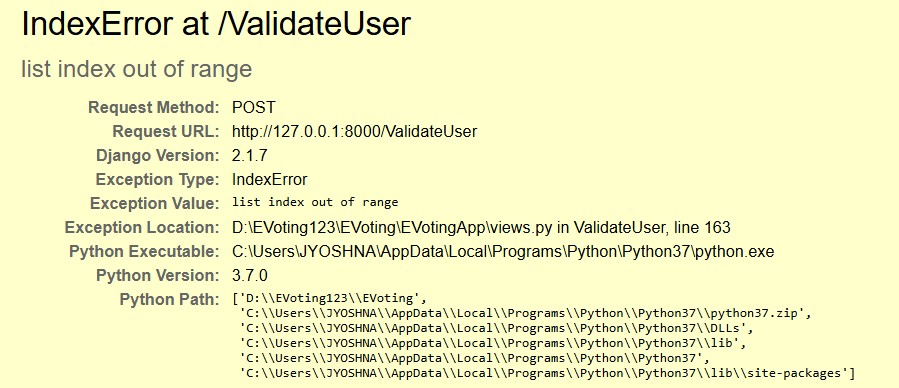 IndexError at /ValidateUser
list index out of range
Request Method: POST
Request URL: http://127.0.0.1:8000/ValidateUser
Django Version: 2.1.7
Exception Type: IndexError
Exception Value: list index out of range
Exception Location: D:\EVoting123\EVoting\EVotingApp\views.py in ValidateUser, line 163
Python Executable: C:\Users\JYOSHNA\AppData\Local\Programs\Python\Python37\python.exe
Python Version: 3.7.0
Python Path: ['D:\\EVoting123\\EVoting',
'C:\\Users\\JYOSHNA\\AppData\\Local\\Programs\\Python\\Python37\\python37.zip',
'C:\\Users\\JYOSHNA\\AppData\\Local\\Programs\\Python\\Python37\\DLLs',
'C:\\Users\\JYOSHNA\\AppData\\Local\\Programs\\Python\\Python37\\lib',
'C:\\Users\\JYOSHNA\\AppData\\Local\\Programs\\Python\\Python37',
'C:\\Users\\JYOSHNA\\AppData\\Local\\Programs\\Python\\Python37\\lib\\site-packages']